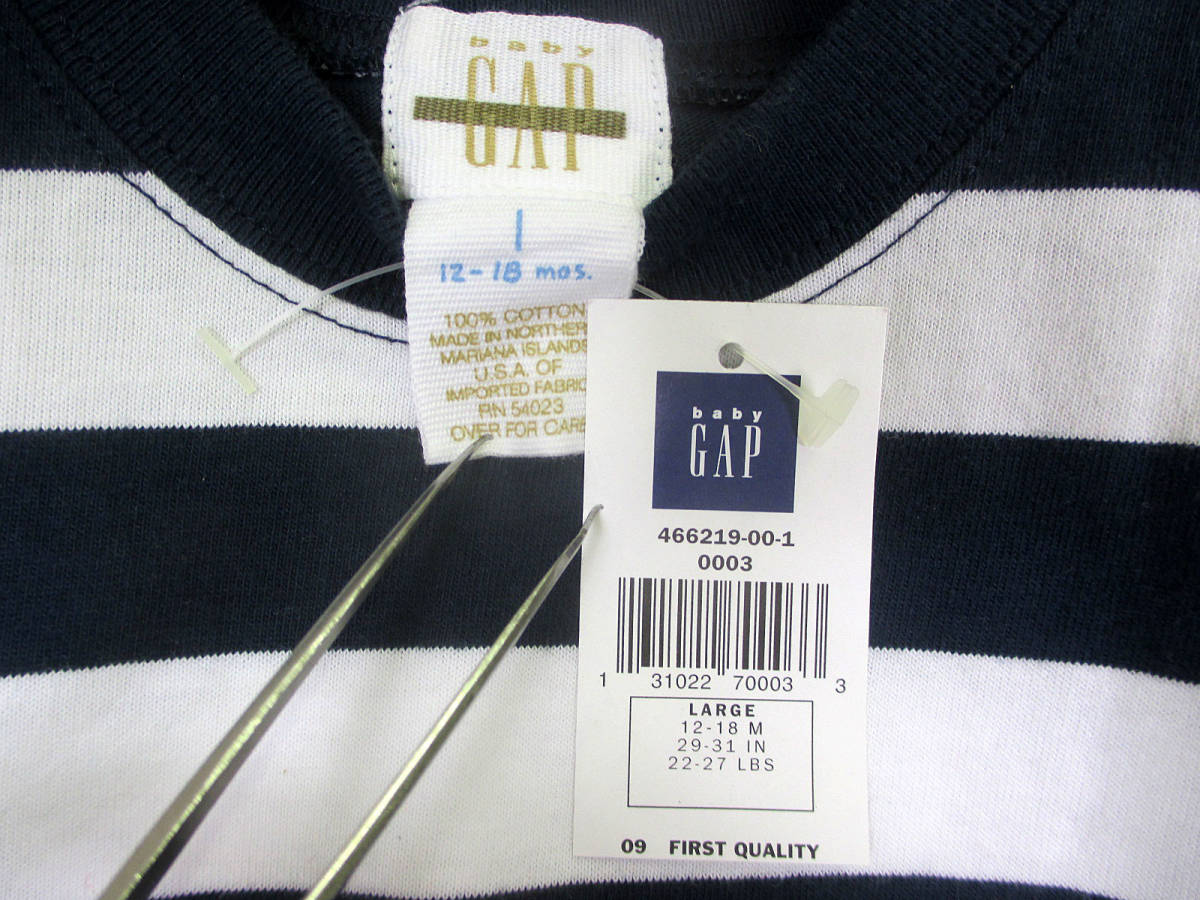 baby
GAP
1
12-18 mos.
100% COTTON
MADE IN NORTHERN
MARIANA ISLANDS
U.S.A. OF
IMPORTED FABRIC
RN 54023
OVER FOR CARE
baby
GAP
466219-00-1
0003
1 31022 70003 3
LARGE
12-18 M
29-31 IN
22-27 LBS
09 FIRST QUALITY